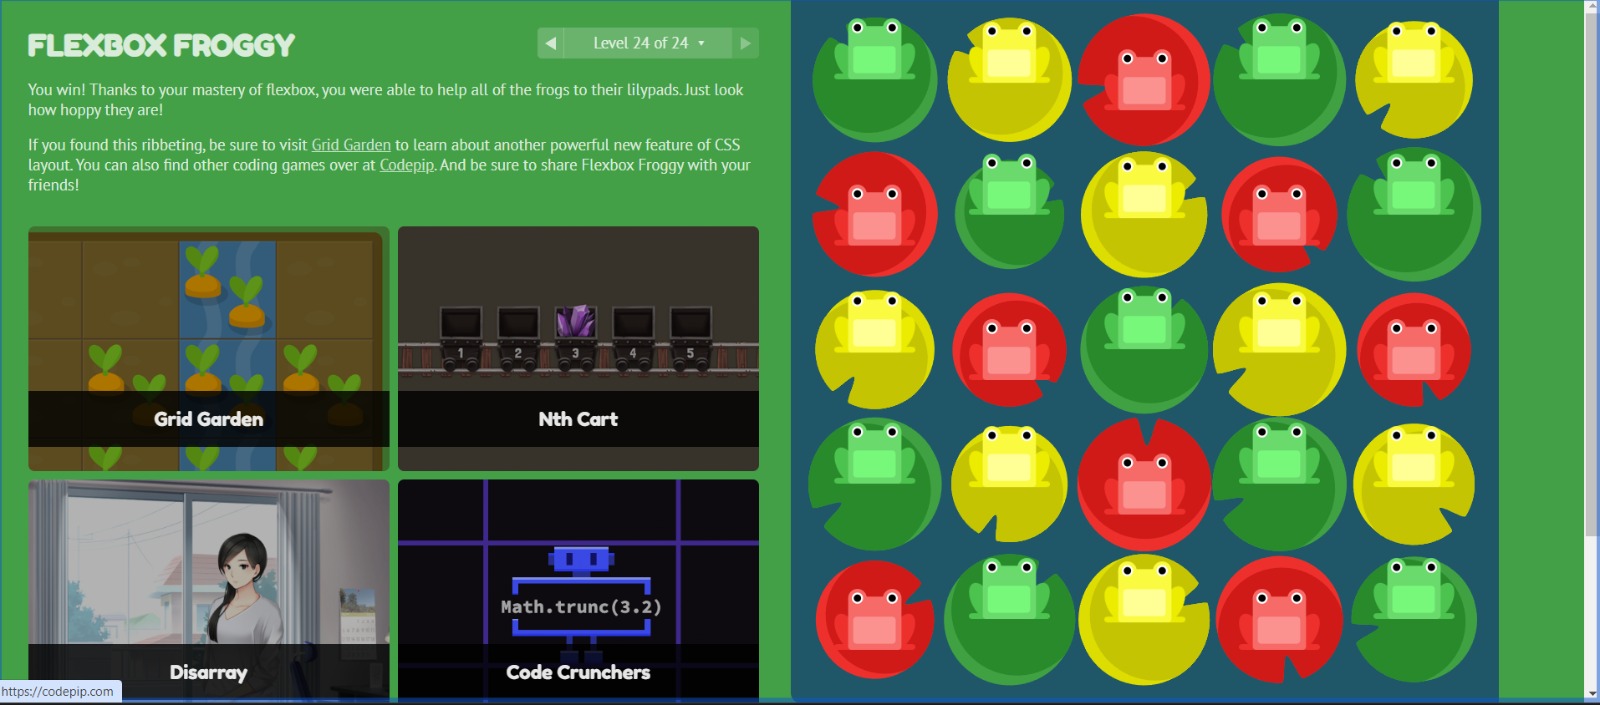 FLEXBOX FROGGY
Level 24 of 24
You win! Thanks to your mastery of flexbox, you were able to help all of the frogs to their lilypads. Just look
how hoppy they are!
If you found this ribbeting, be sure to visit Grid Garden to learn about another powerful new feature of CSS
layout. You can also find other coding games over at Codepip. And be sure to share Flexbox Froggy with your
friends!
1 2 3 4 5
Grid Garden
Nth Cart
Math.trunc(3.2)
Disarray
Code Crunchers
https://codepip.com